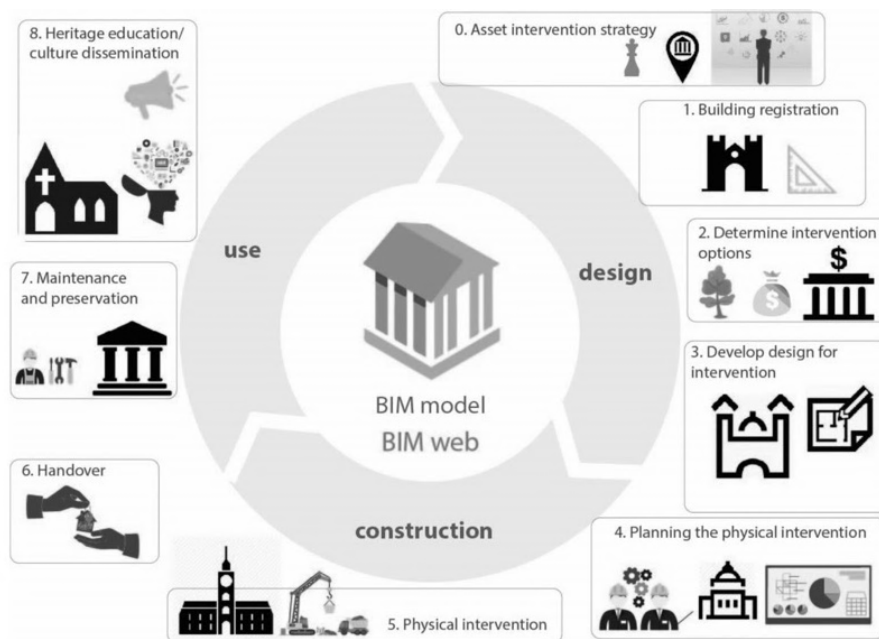 8. Heritage education/
culture dissemination
0. Asset intervention strategy
1. Building registration
2. Determine intervention
options
$
$
3. Develop design for
intervention
4. Planning the physical intervention
5. Physical intervention
6. Handover
7. Maintenance
and preservation
use
design
construction
BIM model
BIM web